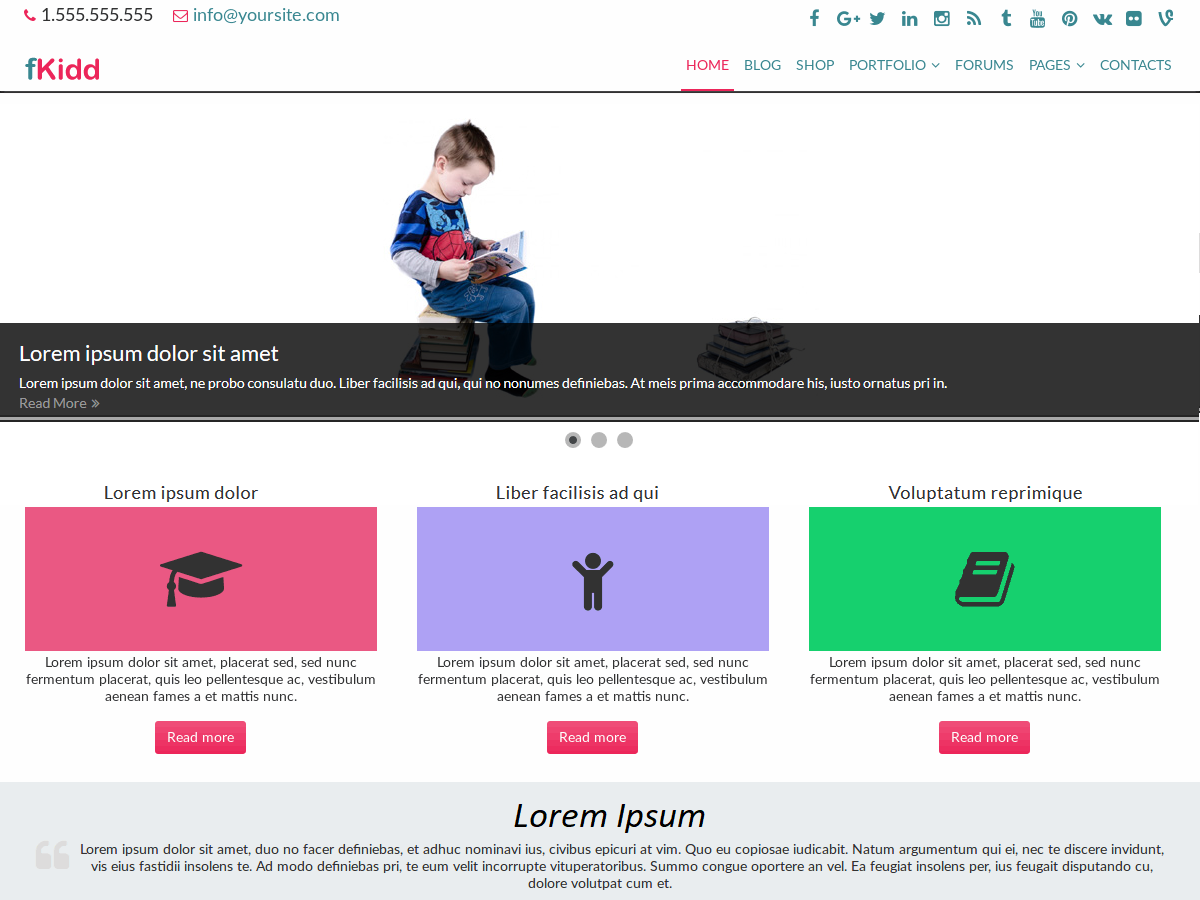 1.555.555.555 info@yoursite.com
fKidd
HOME BLOG SHOP PORTFOLIO FORUMS PAGES CONTACTS
Lorem ipsum dolor sit amet
Lorem ipsum dolor sit amet, ne probo consulatu duo. Liber facilisis ad qui, qui no nonumes definiebas. At meis prima accommodare his, iusto ornatus pri in.
Read More »
Lorem ipsum dolor
Lorem ipsum dolor sit amet, placerat sed, sed nunc
fermentum placerat, quis leo pellentesque ac, vestibulum
aenean fames a et mattis nunc.
Read more
Liber facilisis ad qui
Lorem ipsum dolor sit amet, placerat sed, sed nunc
fermentum placerat, quis leo pellentesque ac, vestibulum
aenean fames a et mattis nunc.
Read more
Voluptatum reprimique
Lorem ipsum dolor sit amet, placerat sed, sed nunc
fermentum placerat, quis leo pellentesque ac, vestibulum
aenean fames a et mattis nunc.
Read more
Lorem Ipsum
Lorem ipsum dolor sit amet, duo no facer definiebas, et adhuc nominavi ius, civibus epicuri at vim. Quo eu copiosae iudicabit. Natum argumentum qui ei, nec te discere invidunt,
vis eius fastidii insolens te. Ad modo definiebas pri, te eum velit incorrupte vituperatoribus. Summo congue oportere an vel. Ea feugiat insolens per, ius feugait disputando cu,
dolore volutpat cum et.